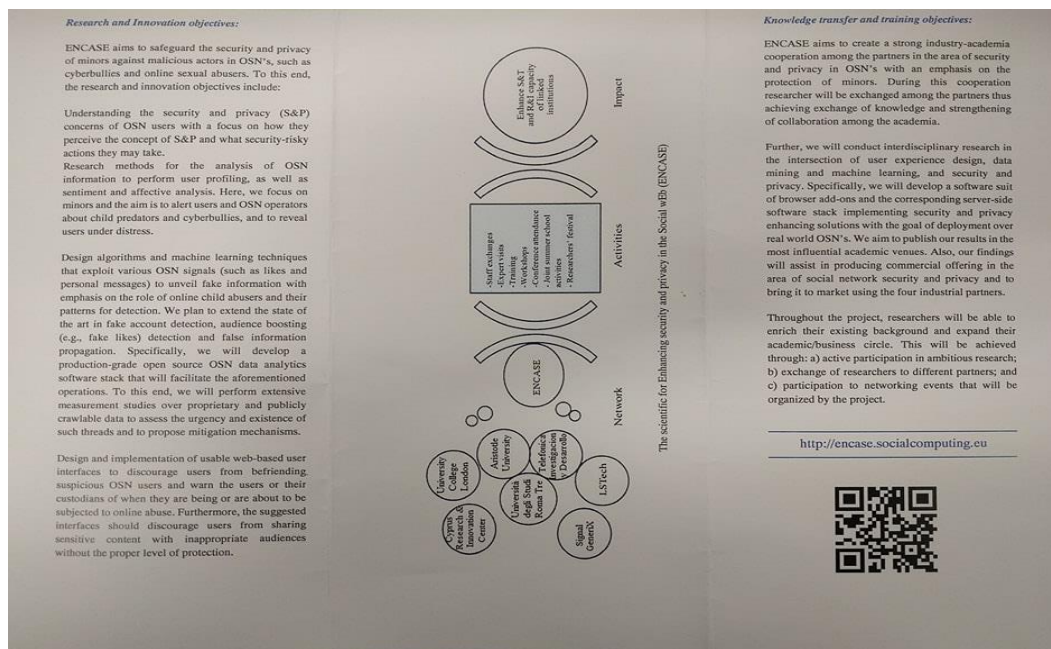 Research and Innovation objectives:
ENCASE aims to safeguard the security and privacy
of minors against malicious actors in OSN's, such as
cyberbullies and online sexual abusers. To this end,
the research and innovation objectives include:
Understanding the security and privacy (S&P)
concerns of OSN users with a focus on how they
perceive the concept of S&P and what security-risky
actions they may take.
Research methods for the analysis of OSN
information to perform user profiling, as well as
sentiment and affective analysis. Here, we focus on
minors and the aim is to alert users and OSN operators
about child predators and cyberbullies, and to reveal
users under distress.
Design algorithms and machine learning techniques
that exploit various OSN signals (such as likes and
personal messages) to unveil fake information with
emphasis on the role of online child abusers and their
patterns for detection. We plan to extend the state of
the art in fake account detection, audience boosting
(e.g., fake likes) detection and false information
propagation. Specifically, we will develop a
production-grade open source OSN data analytics
software stack that will facilitate the aforementioned
operations. To this end, we will perform extensive
measurement studies over proprietary and publicly
crawlable data to assess the urgency and existence of
such threads and to propose mitigation mechanisms.
Design and implementation of usable web-based user
interfaces to discourage users from befriending
suspicious OSN users and warn the users or their
custodians of when they are being or are about to be
subjected to online abuse. Furthermore, the suggested
interfaces should discourage users from sharing
sensitive content with inappropriate audiences
without the proper level of protection.
Cyprus
Research &
Innovation
Center
University
College
London
Aristotle
University
Università
degli Studi
Roma Tre
Telefonica
Investigacion
y Desarrollo
Signal
GeneriX
LSTech
ENCASE
Network
·Staff exchanges
·Expert visits
·Training
·Workshops
·Conference attendance
·Joint summer school
activities
·Researchers' festival
Activities
Enhance S&T
and R&I capacity
of linked
institutions
Impact
The scientific for Enhancing security and privacy in the Social wEb (ENCASE)
Knowledge transfer and training objectives:
ENCASE aims to create a strong industry-academia
cooperation among the partners in the area of security
and privacy in OSN's with an emphasis on the
protection of minors. During this cooperation
researcher will be exchanged among the partners thus
achieving exchange of knowledge and strengthening
of collaboration among the academia.
Further, we will conduct interdisciplinary research in
the intersection of user experience design, data
mining and machine learning, and security and
privacy. Specifically, we will develop a software suit
of browser add-ons and the corresponding server-side
software stack implementing security and privacy
enhancing solutions with the goal of deployment over
real world OSN's. We aim to publish our results in the
most influential academic venues. Also, our findings
will assist in producing commercial offering in the
area of social network security and privacy and to
bring it to market using the four industrial partners.
Throughout the project, researchers will be able to
enrich their existing background and expand their
academic/business circle. This will be achieved
through: a) active participation in ambitious research;
b) exchange of researchers to different partners; and
c) participation to networking events that will be
organized by the project.
http://encase.socialcomputing.eu